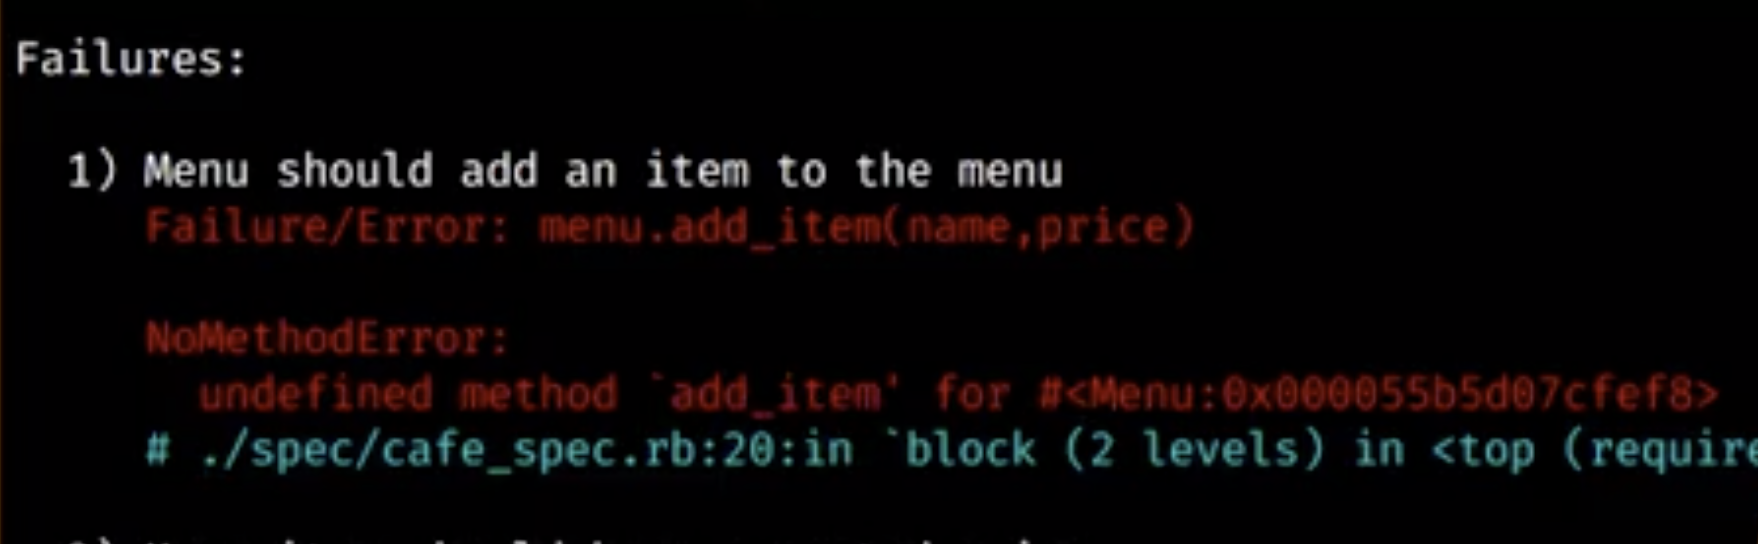 Failures:
1) Menu should add an item to the menu
Failure/Error: menu.add_item(name,price)
NoMethodError:
undefined method `add_item' for #<Menu:0x000055b5d07cfef8>
# ./spec/cafe_spec.rb:20:in `block (2 levels) in <top (require